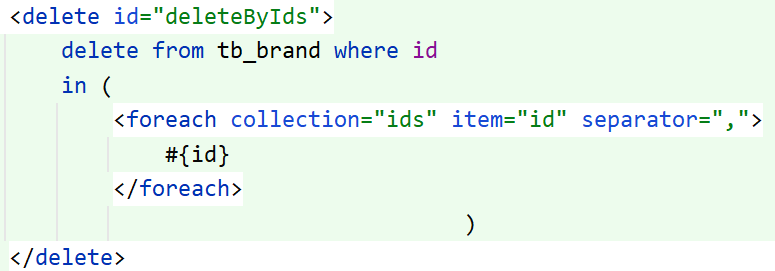 <delete id="deleteByIds">
    delete from tb_brand where id
    in (
        <foreach collection="ids" item="id" separator=",">
            #{id}
        </foreach>
                                    )
</delete>